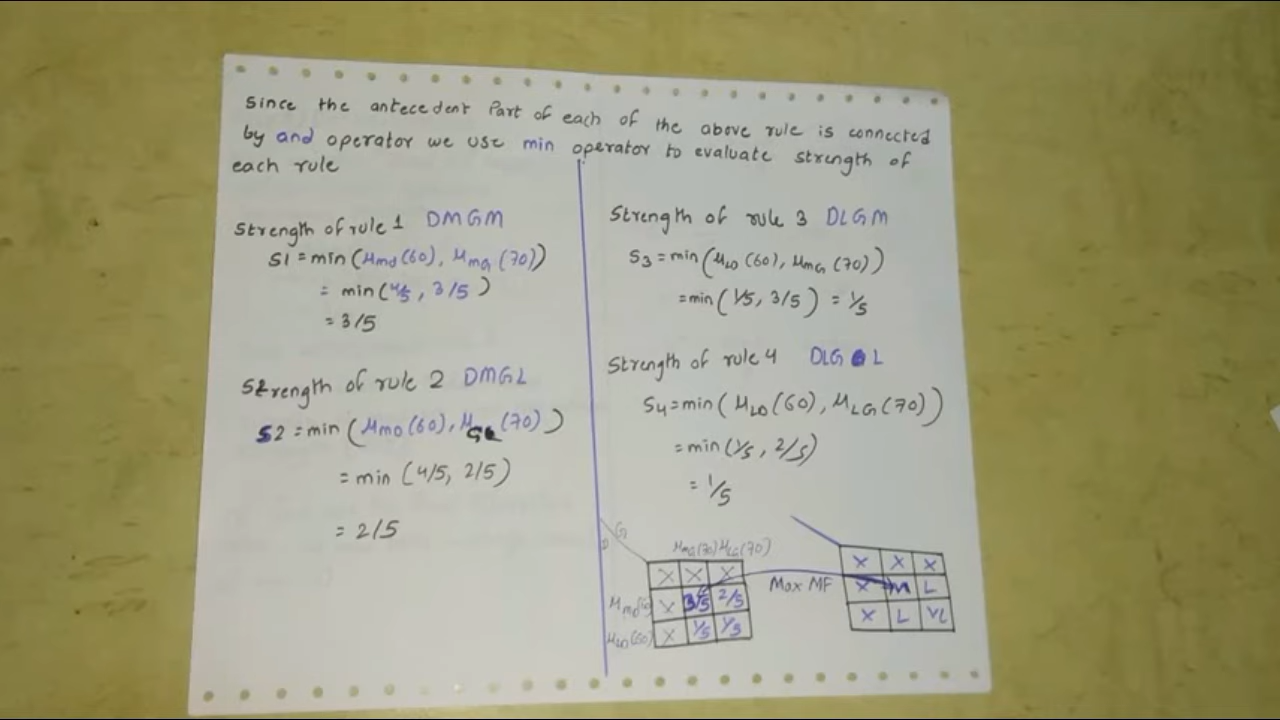 Since the antecedent Part of each of the above rule is connected
by and operator we use min operator to evaluate strength of
each rule
Strength of rule 1 DMGM
S1 = min (μMD(60), μMG(70))
= min (4/5, 3/5)
= 3/5
Strength of rule 2 DMGL
S2 = min (μMD(60), μGL(70))
= min (4/5, 2/5)
= 2/5
Strength of rule 3 DLGM
S3 = min (μLD(60), μMG(70))
= min (1/5, 3/5) = 1/5
Strength of rule 4 DLG L
S4 = min (μLD(60), μLG(70))
= min (1/5, 2/5)
= 1/5
G
D
μMG(70) μLG(70)
X X X
μMD(60) X 3/5 2/5
μLD(60) X 1/5 1/5
Max MF
X X X
X M L
X L VL